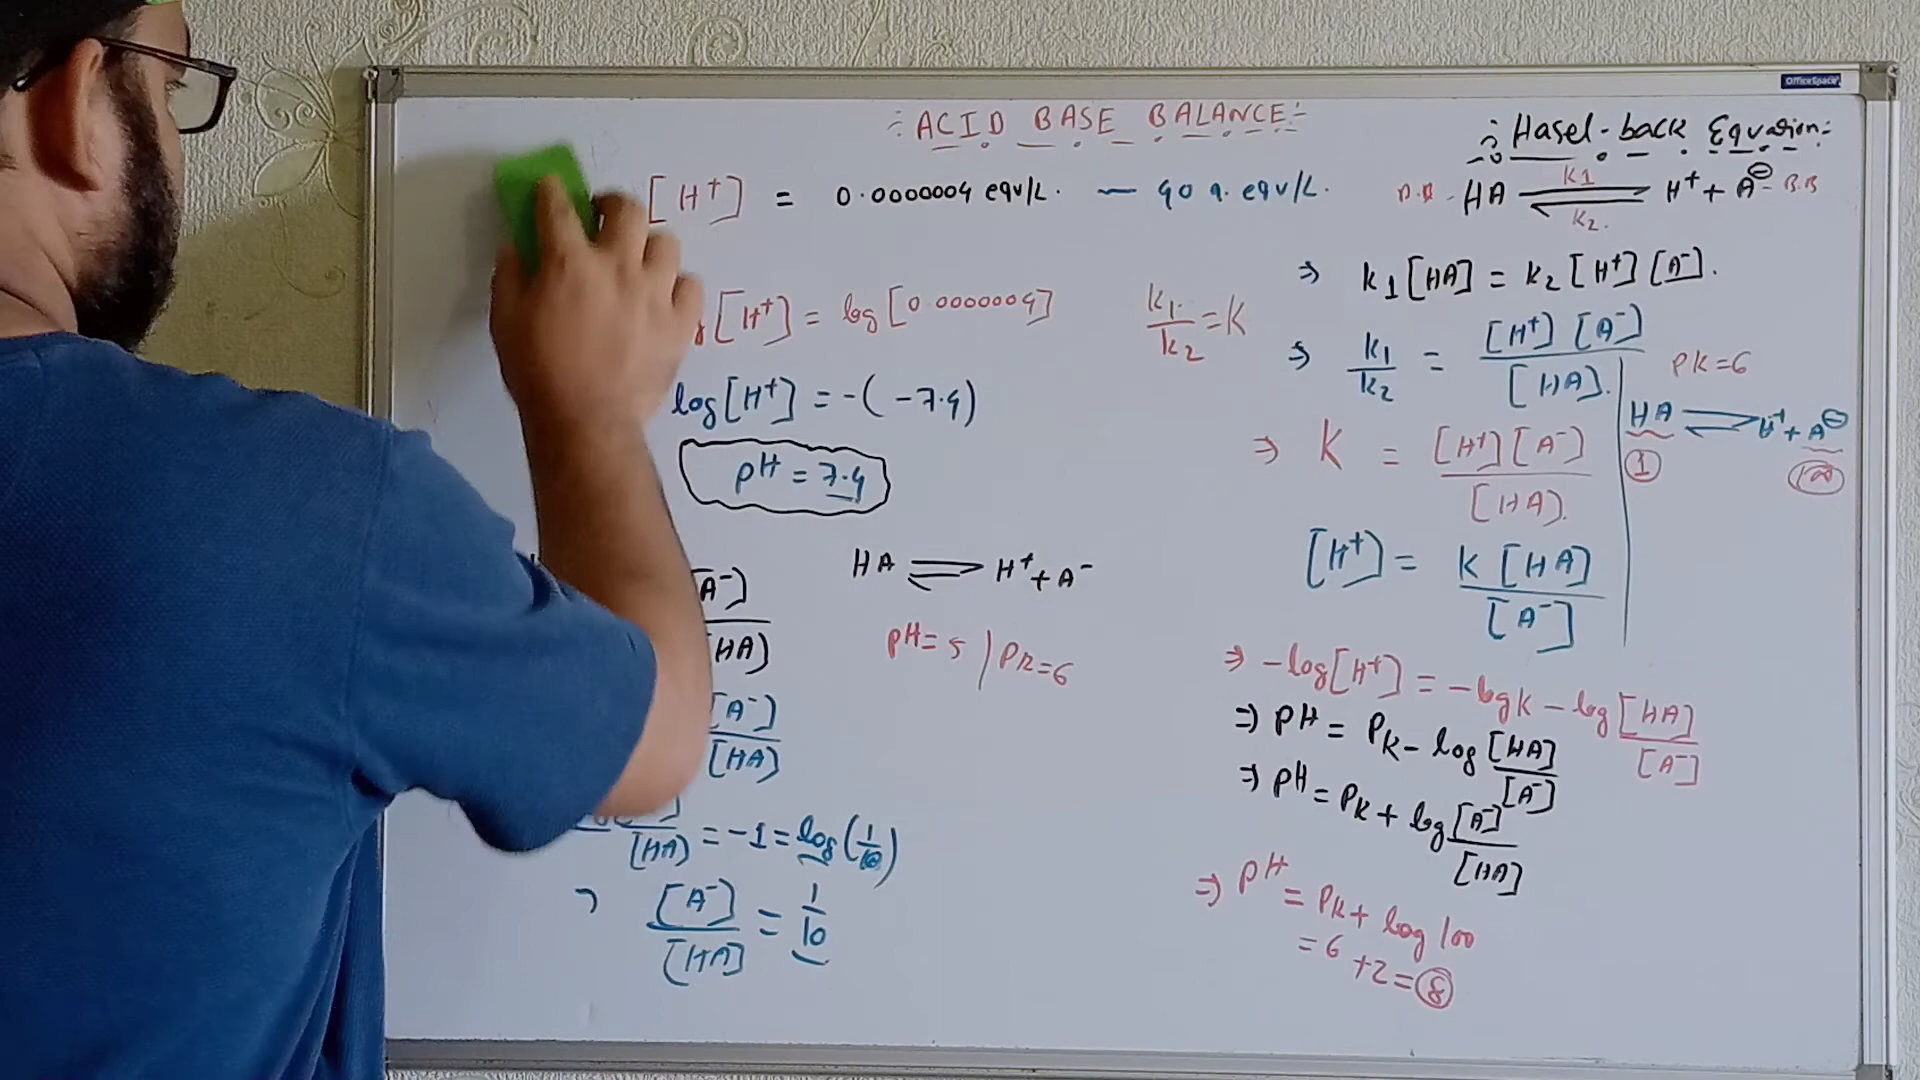 OfficeSpace
ACID BASE BALANCE
[H⁺] = 0.0000004 eqv/L. — 40 n. eqv/L.
[H⁺] = log[0.0000004]
log[H⁺] = -(-7.4)
pH = 7.4
K1/K2 = K
HA ⇌ H⁺ + A⁻
pH = 5 | PK = 6
[A⁻]
[HA]
[A⁻]/[HA]
[HA] = -1 = log(1/10)
[A⁻]/[HA] = 1/10
Hasel-back Equation:
HA ⇌ H⁺ + A⊖ - B.B
K1
K2.
⇒ K1[HA] = K2[H⁺][A⁻].
⇒ K1/K2 = [H⁺][A⁻]/[HA].
⇒ K = [H⁺][A⁻]/[HA].
[H⁺] = K[HA]/[A⁻]
PK = 6
HA ⇌ H⁺ + A⊖
1 100
⇒ -log[H⁺] = -log K - log [HA]/[A⁻]
⇒ PH = PK - log [HA]/[A⁻]
⇒ PH = PK + log [A⁻]/[HA]
⇒ PH = PK + log 100
= 6 + 2 = 8